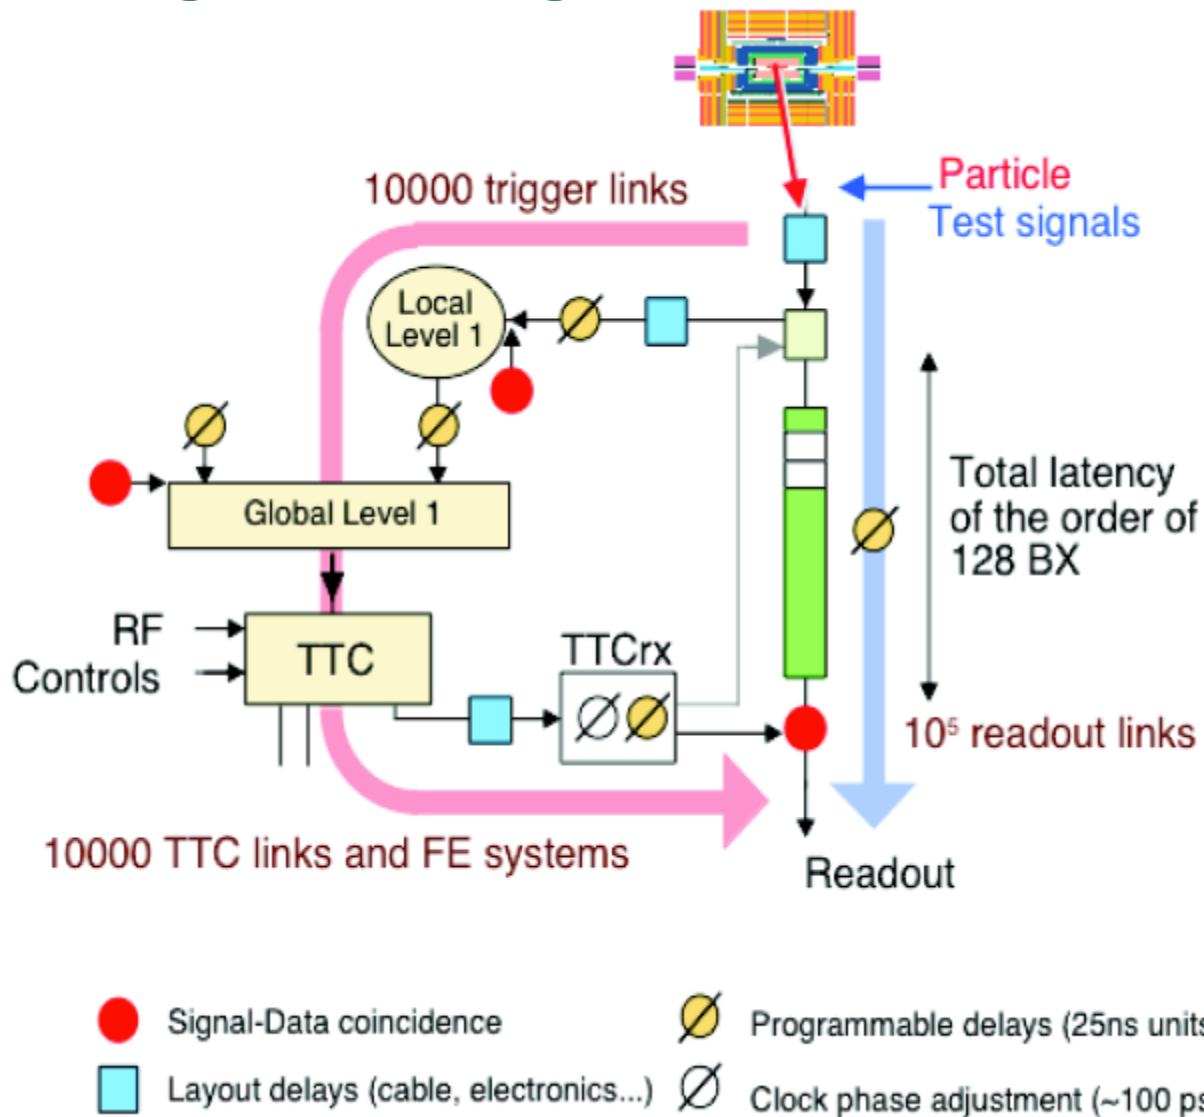 Particle
10000 trigger links
Test signals
Local
Level 1
Global Level 1
Total latency
of the order of
128 BX
RF
Controls
TTC
TTCrx
10⁵ readout links
10000 TTC links and FE systems
Readout
Signal-Data coincidence
Programmable delays (25ns units
Layout delays (cable, electronics...)
Clock phase adjustment (~100 ps